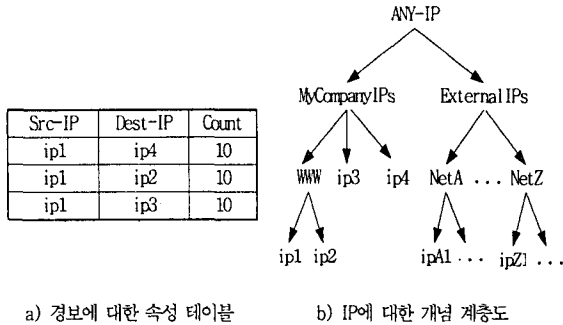 ANY-IP
MyCompanyIPs ExternalIPs
Src-IP Dest-IP Count
ip1 ip4 10
ip1 ip2 10
ip1 ip3 10
WWW ip3 ip4 NetA ... NetZ
ip1 ip2 ipA1 ... ipZ1 ...
a) 경보에 대한 속성 테이블
b) IP에 대한 개념 계층도